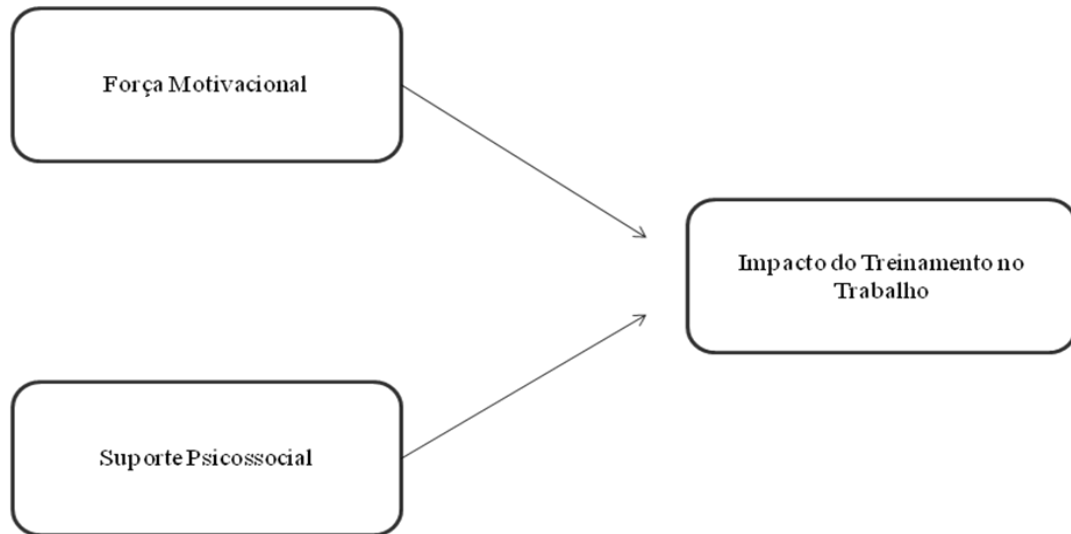 Força Motivacional
Impacto do Treinamento no
Trabalho
Suporte Psicossocial